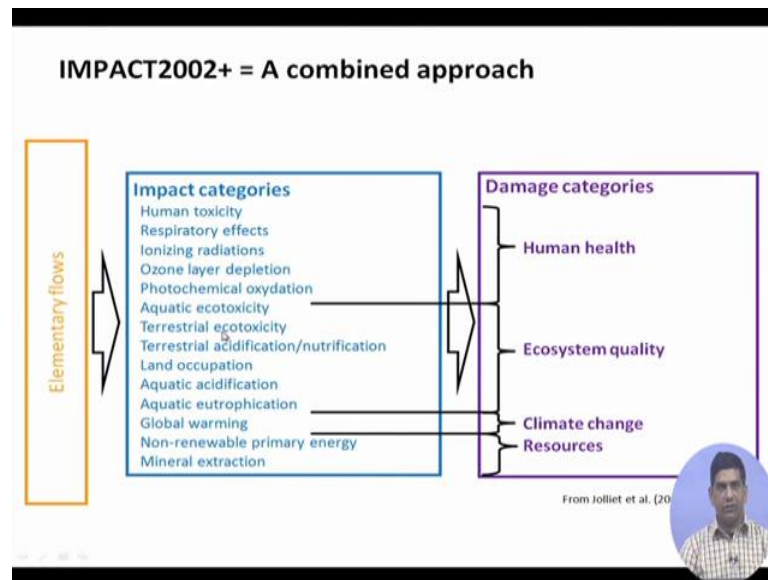 IMPACT2002+ = A combined approach
Elementary flows
Impact categories
Human toxicity
Respiratory effects
Ionizing radiations
Ozone layer depletion
Photochemical oxydation
Aquatic ecotoxicity
Terrestrial ecotoxicity
Terrestrial acidification/nutrification
Land occupation
Aquatic acidification
Aquatic eutrophication
Global warming
Non-renewable primary energy
Mineral extraction
Damage categories
Human health
Ecosystem quality
Climate change
Resources
From Jolliet et al.